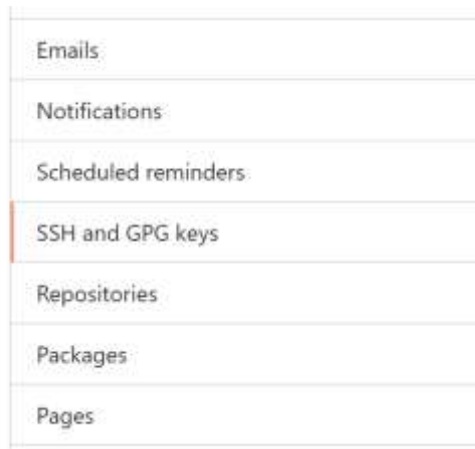 Emails
Notifications
Scheduled reminders
SSH and GPG keys
Repositories
Packages
Pages